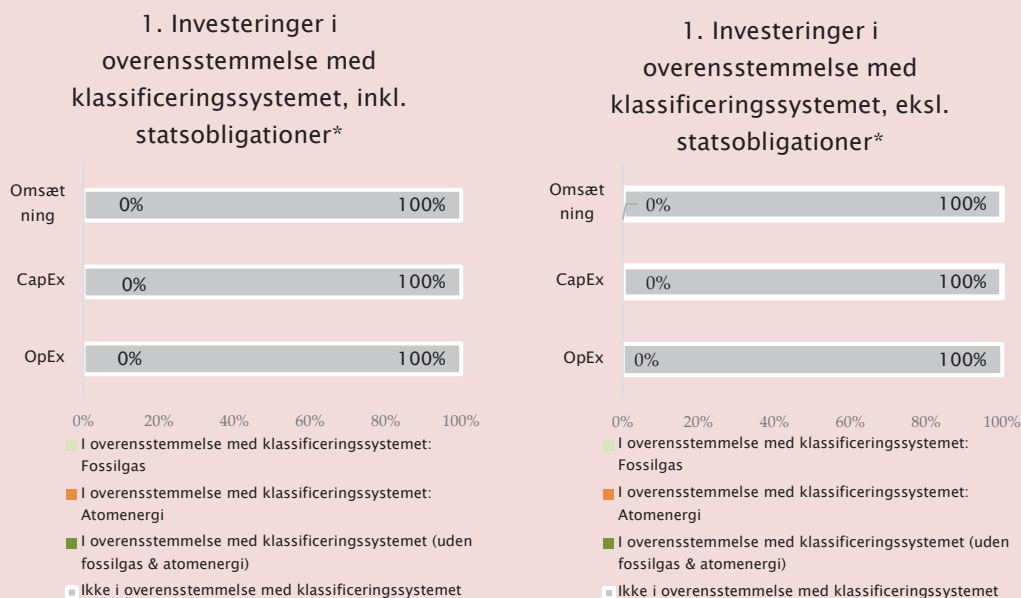 1. Investeringer i
overensstemmelse med
klassificeringssystemet, inkl.
statsobligationer*
Omsæt
ning
0%
100%
CapEx
0%
100%
OpEx
0%
100%
0%
20%
40%
60%
80%
100%
I overensstemmelse med klassificeringssystemet:
Fossilgas
I overensstemmelse med klassificeringssystemet:
Atomenergi
I overensstemmelse med klassificeringssystemet (uden
fossilgas & atomenergi)
Ikke i overensstemmelse med klassificeringssystemet
1. Investeringer i
overensstemmelse med
klassificeringssystemet, eksl.
statsobligationer*
Omsæt
ning
0%
100%
CapEx
0%
100%
OpEx
0%
100%
0%
20%
40%
60%
80%
100%
I overensstemmelse med klassificeringssystemet:
Fossilgas
I overensstemmelse med klassificeringssystemet:
Atomenergi
I overensstemmelse med klassificeringssystemet (uden
fossilgas & atomenergi)
Ikke i overensstemmelse med klassificeringssystemet